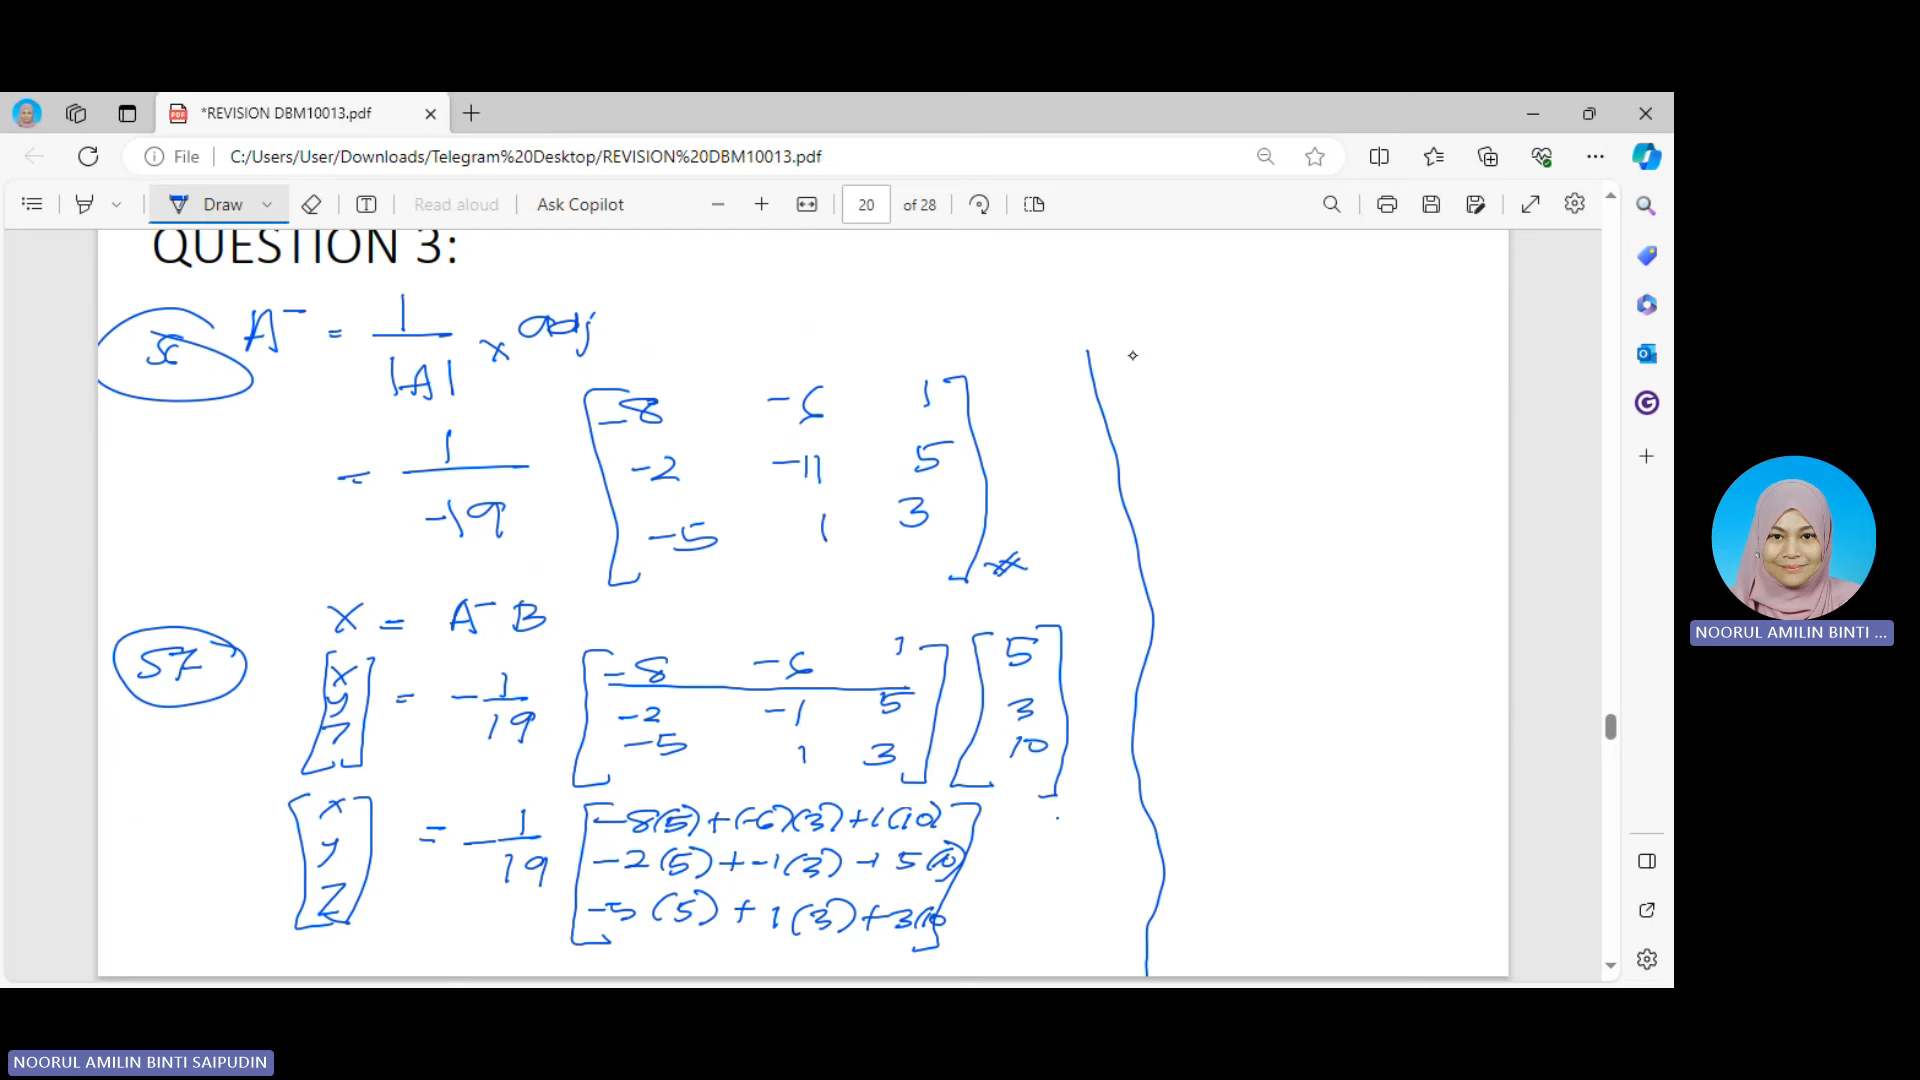 *REVISION DBM10013.pdf
File
C:/Users/User/Downloads/Telegram%20Desktop/REVISION%20DBM10013.pdf
Draw
Read aloud
Ask Copilot
20 of 28
QUESTION 3:
A⁻ = 1/|A| × adj
= 1/-19 [-8 -6 1
-2 -11 5
-5 1 3]
X = A⁻ B
S7
[x y z] = -1/19 [-8 -6 1
-2 -1 5
-5 1 3] [5 3 10]
[x y z] = -1/19 [-8(5)+(-6)(3)+1(10)
-2(5)+-1(3)+5(10)
-5(5)+1(3)+3(10]
NOORUL AMILIN BINTI ...
NOORUL AMILIN BINTI SAIPUDIN